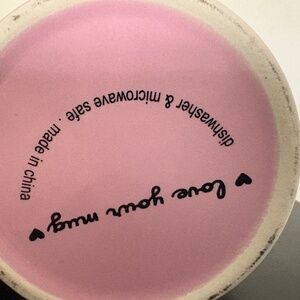 ♥ love your mug ♥
dishwasher & microwave safe . made in china